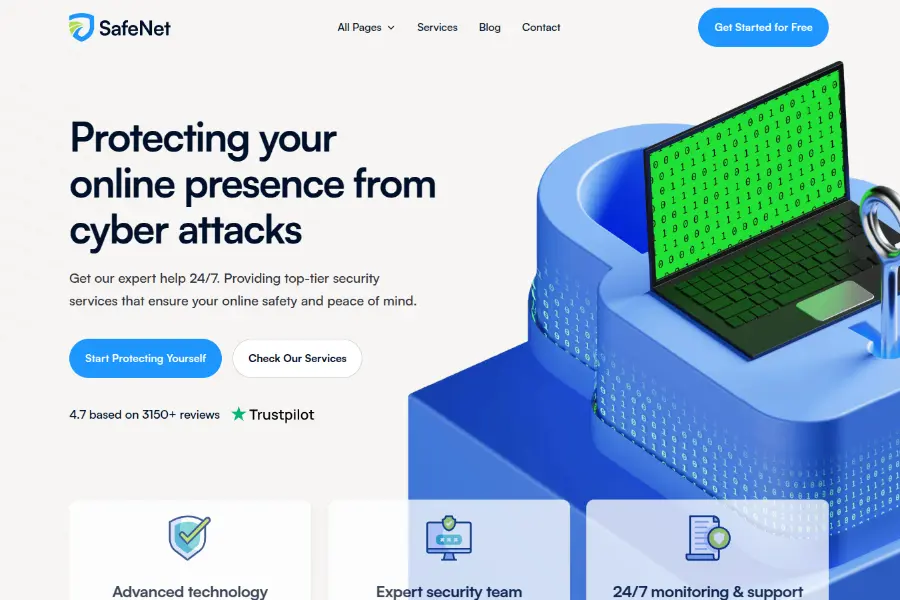 SafeNet
All Pages
Services
Blog
Contact
Get Started for Free
Protecting your
online presence from
cyber attacks
Get our expert help 24/7. Providing top-tier security
services that ensure your online safety and peace of mind.
Start Protecting Yourself
Check Our Services
4.7 based on 3150+ reviews
Trustpilot
Advanced technology
Expert security team
24/7 monitoring & support